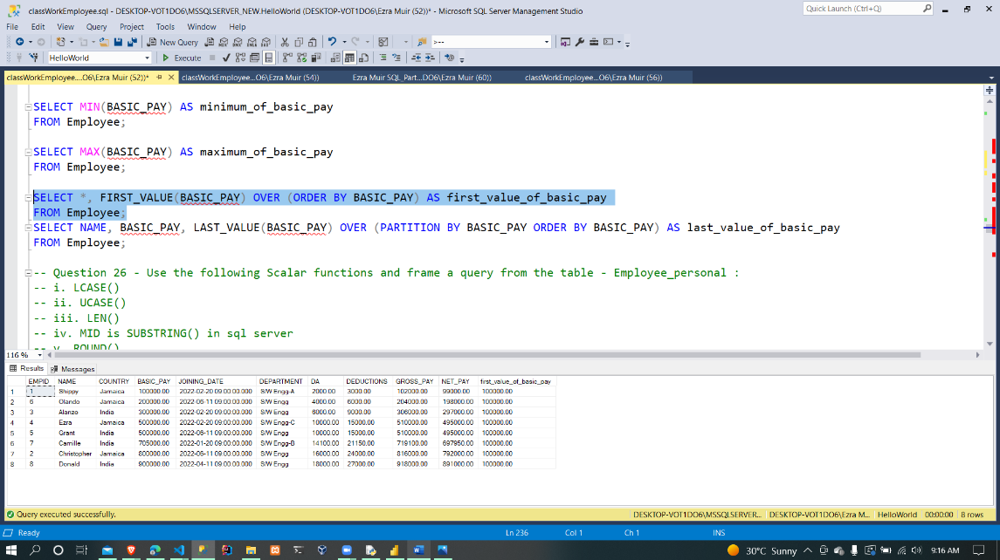 classWorkEmployee.sql - DESKTOP-VOT1DO6\MSSQLSERVER_NEW.HelloWorld (DESKTOP-VOT1DO6\Ezra Muir (52))* - Microsoft SQL Server Management Studio
Quick Launch (Ctrl+Q)
File Edit View Query Project Tools Window Help
New Query >--
HelloWorld Execute
classWorkEmployee....O6\Ezra Muir (52))* classWorkEmployee...O6\Ezra Muir (54)) Ezra Muir SQL_Part...DO6\Ezra Muir (60)) classWorkEmployee...O6\Ezra Muir (56))
SELECT MIN(BASIC_PAY) AS minimum_of_basic_pay
FROM Employee;
SELECT MAX(BASIC_PAY) AS maximum_of_basic_pay
FROM Employee;
SELECT *, FIRST_VALUE(BASIC_PAY) OVER (ORDER BY BASIC_PAY) AS first_value_of_basic_pay
FROM Employee;
SELECT NAME, BASIC_PAY, LAST_VALUE(BASIC_PAY) OVER (PARTITION BY BASIC_PAY ORDER BY BASIC_PAY) AS last_value_of_basic_pay
FROM Employee;
-- Question 26 - Use the following Scalar functions and frame a query from the table - Employee_personal :
-- i. LCASE()
-- ii. UCASE()
-- iii. LEN()
-- iv. MID is SUBSTRING() in sql server
-- v. ROUND()
116 %
Results Messages
EMPID NAME COUNTRY BASIC_PAY JOINING_DATE DEPARTMENT DA DEDUCTIONS GROSS_PAY NET_PAY first_value_of_basic_pay
1 1 Shippy Jamaica 100000.00 2022-02-20 09:00:00.000 S/W Engg-A 2000.00 3000.00 102000.00 99000.00 100000.00
2 6 Olando Jamaica 200000.00 2022-06-11 09:00:00.000 S/W Engg 4000.00 6000.00 204000.00 198000.00 100000.00
3 3 Alanzo India 300000.00 2022-02-20 09:00:00.000 S/W Engg 6000.00 9000.00 306000.00 297000.00 100000.00
4 4 Ezra Jamaica 500000.00 2022-02-20 09:00:00.000 S/W Engg-C 10000.00 15000.00 510000.00 495000.00 100000.00
5 5 Grant India 500000.00 2022-06-11 09:00:00.000 S/W Engg 10000.00 15000.00 510000.00 495000.00 100000.00
6 7 Camille India 705000.00 2022-01-20 09:00:00.000 S/W Engg-B 14100.00 21150.00 719100.00 697950.00 100000.00
7 2 Christopher Jamaica 800000.00 2022-06-11 09:00:00.000 S/W Engg 16000.00 24000.00 816000.00 792000.00 100000.00
8 8 Donald India 900000.00 2022-04-11 09:00:00.000 S/W Engg 18000.00 27000.00 918000.00 891000.00 100000.00
Query executed successfully. DESKTOP-VOT1DO6\MSSQLSERVER... DESKTOP-VOT1DO6\Ezra M... HelloWorld 00:00:00 8 rows
Ready Ln 236 Col 1 Ch 1 INS
30°C Sunny 9:16 AM